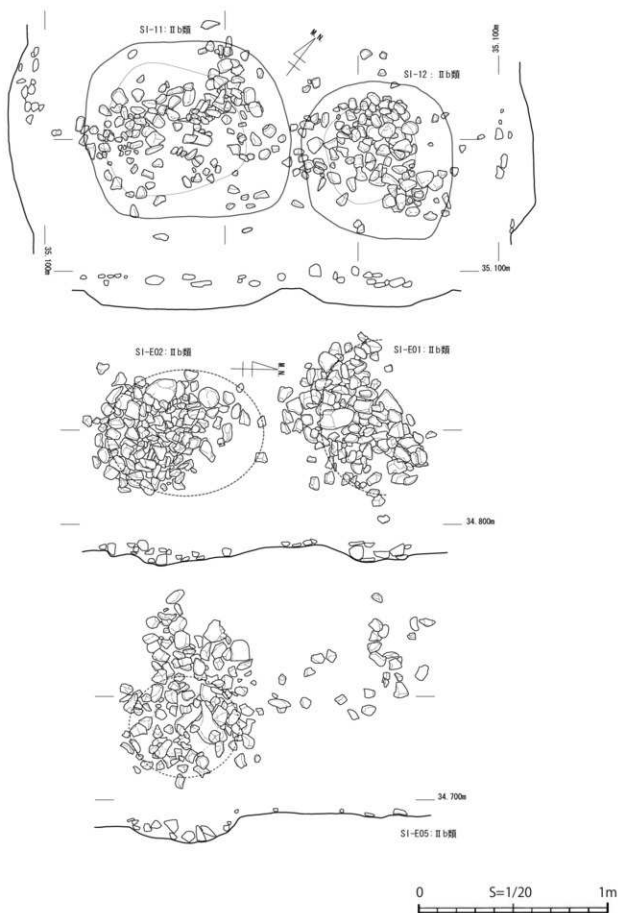 SI-11: Ⅱb類
M.N
SI-12 : Ⅱb類
35.100m
35.100m
35.100m
SI-E02: Ⅱb類
M.N
SI-E01: Ⅱb類
34.800m
34.700m
SI-E05: Ⅱb類
0 S=1/20 1m